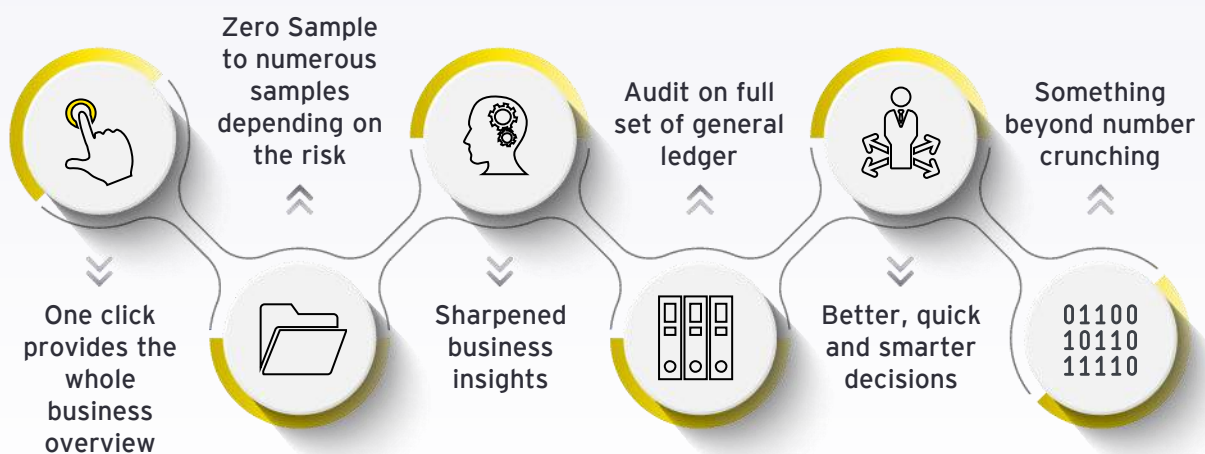 One click
provides the
whole
business
overview
Zero Sample
to numerous
samples
depending on
the risk
Sharpened
business
insights
Audit on full
set of general
ledger
Better, quick
and smarter
decisions
Something
beyond number
crunching
01100
10110
11110